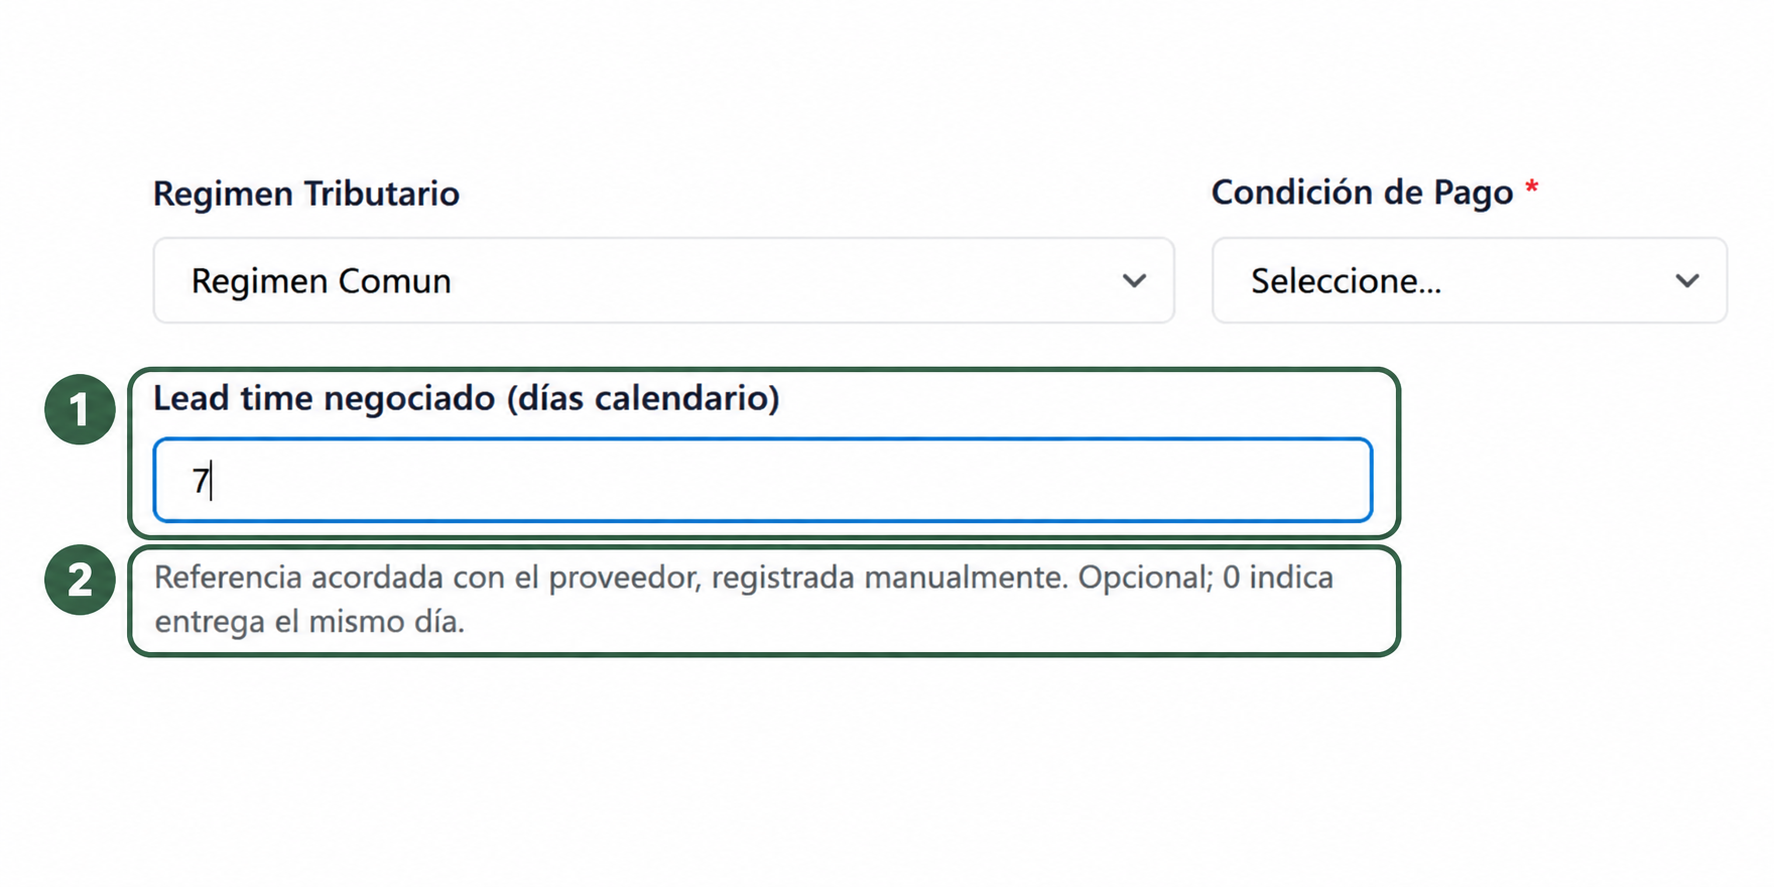 Regimen Tributario
Condición de Pago *
Regimen Comun
Seleccione...
1
Lead time negociado (días calendario)
7
2
Referencia acordada con el proveedor, registrada manualmente. Opcional; 0 indica
entrega el mismo día.